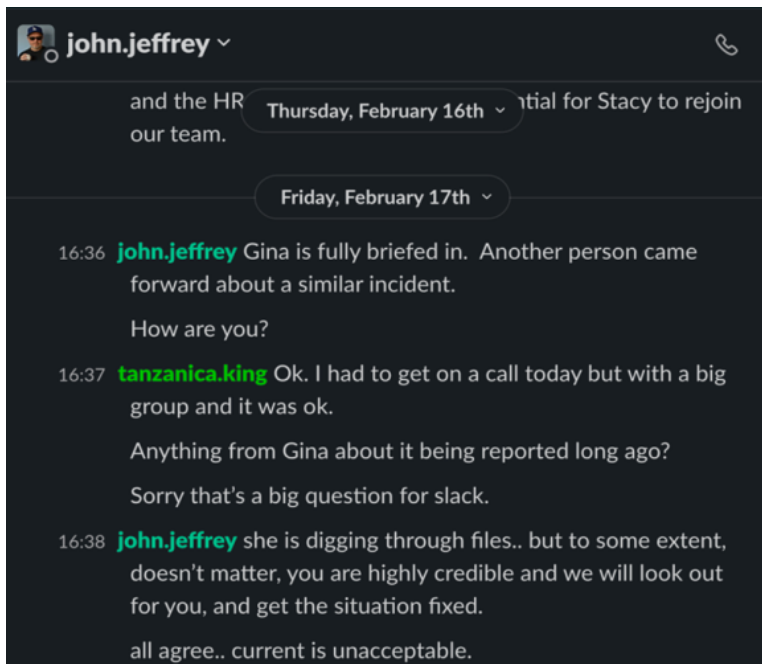 john.jeffrey
and the HR
Thursday, February 16th
ntial for Stacy to rejoin
our team.
Friday, February 17th
16:36 john.jeffrey Gina is fully briefed in.  Another person came
forward about a similar incident.
How are you?
16:37 tanzanica.king Ok. I had to get on a call today but with a big
group and it was ok.
Anything from Gina about it being reported long ago?
Sorry that's a big question for slack.
16:38 john.jeffrey she is digging through files.. but to some extent,
doesn't matter, you are highly credible and we will look out
for you, and get the situation fixed.
all agree.. current is unacceptable.